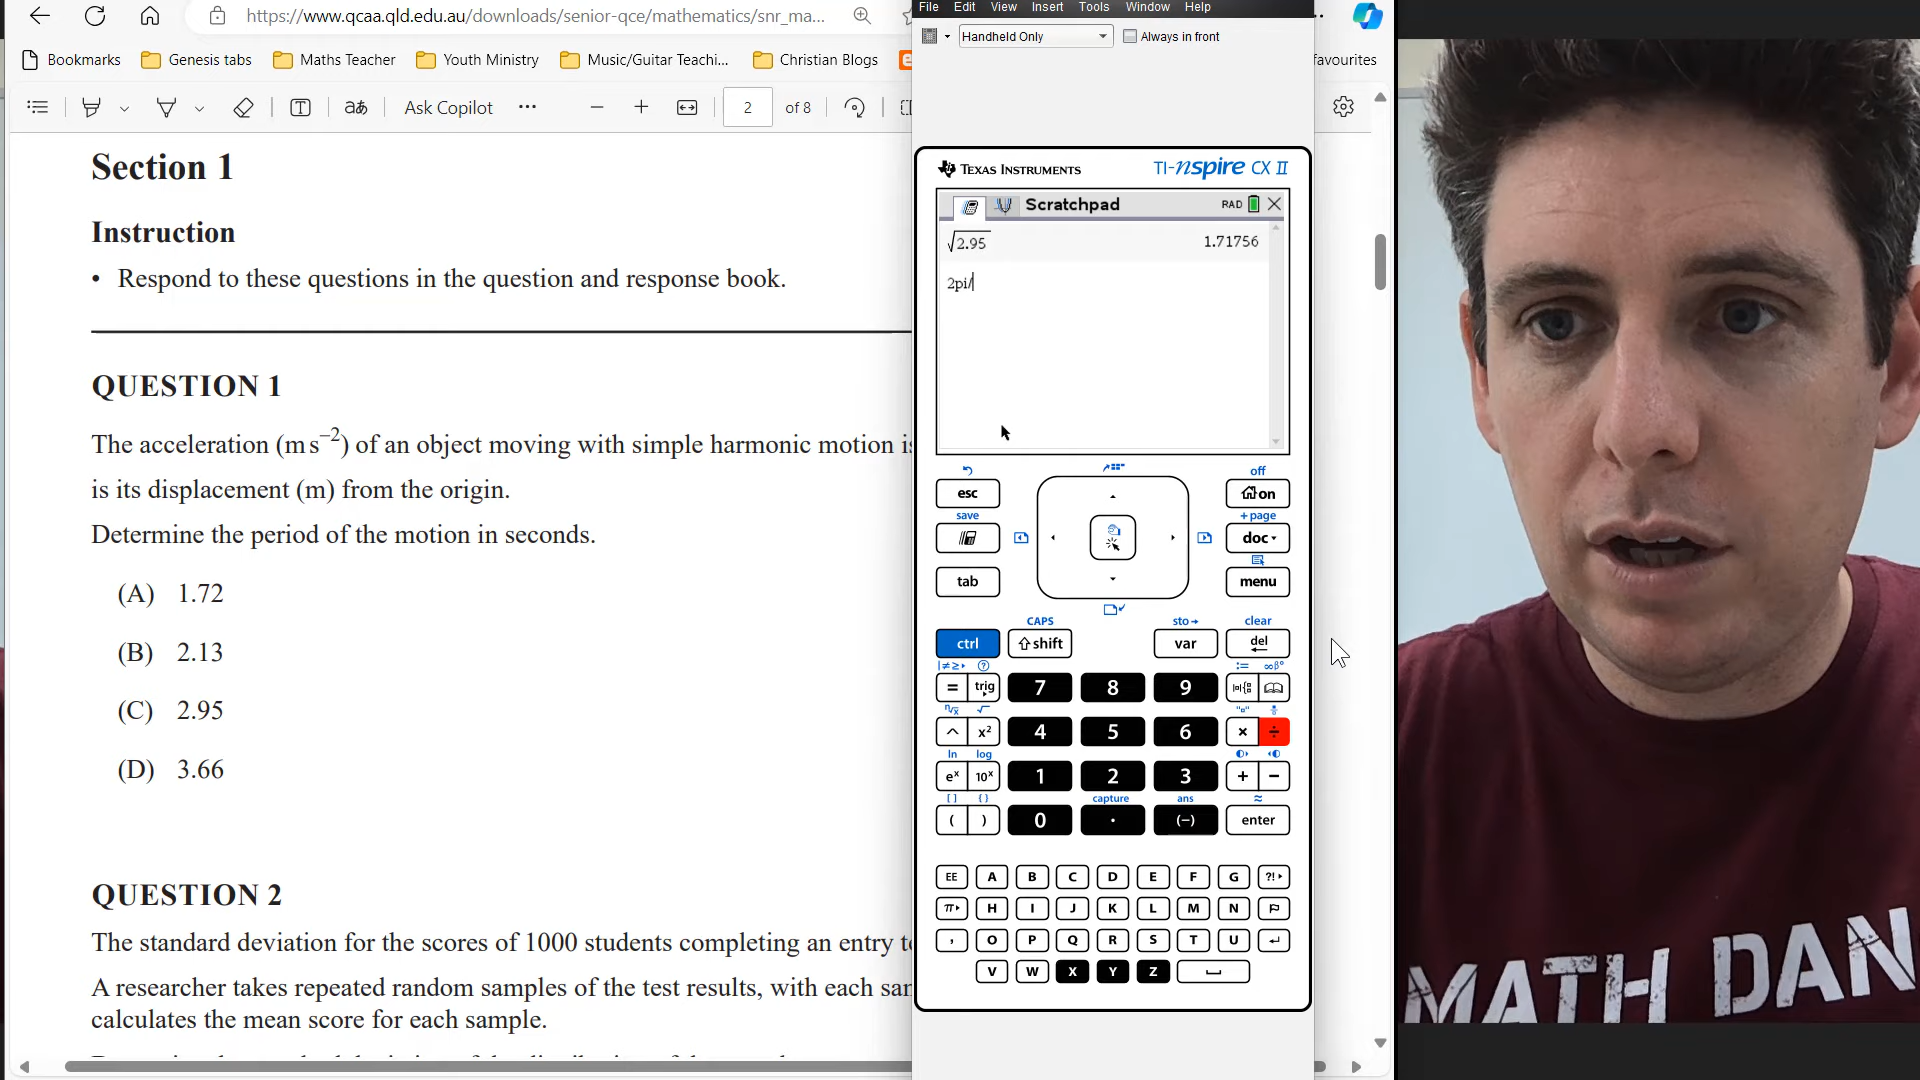 https://www.qcaa.qld.edu.au/downloads/senior-qce/mathematics/snr_ma...
Bookmarks
Genesis tabs
Maths Teacher
Youth Ministry
Music/Guitar Teachi...
Christian Blogs
favourites
Ask Copilot
2 of 8
Section 1
Instruction
• Respond to these questions in the question and response book.
QUESTION 1
The acceleration (m s⁻²) of an object moving with simple harmonic motion is
is its displacement (m) from the origin.
Determine the period of the motion in seconds.
(A) 1.72
(B) 2.13
(C) 2.95
(D) 3.66
QUESTION 2
The standard deviation for the scores of 1000 students completing an entry
A researcher takes repeated random samples of the test results, with each
calculates the mean score for each sample.
File Edit View Insert Tools Window Help
Handheld Only
Always in front
TEXAS INSTRUMENTS
TI-nspire CX II
Scratchpad
RAD
√2.95 1.71756
2pi/
off
esc
on
save
+ page
doc
tab
menu
CAPS
sto→
clear
ctrl
shift
var
del
|≠≥▸ ?
:= ∞β°
=
trig
7
8
9
ⁿ√x √
"□"
^
x²
4
5
6
×
÷
ln log
eˣ
10ˣ
1
2
3
+
−
[ ] { }
capture
ans
≈
(
)
0
.
(−)
enter
EE
A
B
C
D
E
F
G
?!▸
π▸
H
I
J
K
L
M
N
,
O
P
Q
R
S
T
U
V
W
X
Y
Z
MATH DAN